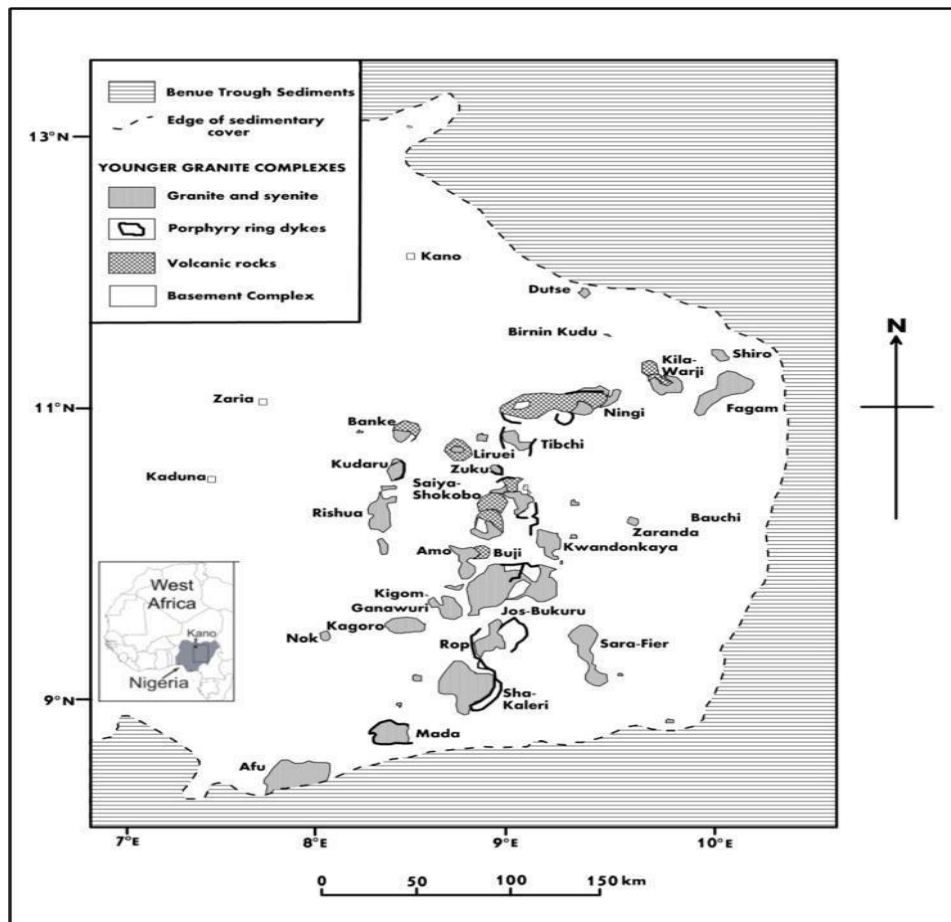 Benue Trough Sediments
Edge of sedimentary
cover
YOUNGER GRANITE COMPLEXES
Granite and syenite
Porphyry ring dykes
Volcanic rocks
Basement Complex
13°N
Kano
Dutse
Birnin Kudu
Shiro
Kila-
Warji
Zaria
11°N
Ningi
Fagam
Banke
Tibchi
Liruei
Kudaru
Zuku
Kaduna
Saiya-
Shokobo
Rishua
Bauchi
Zaranda
Amo
Buji
Kwandonkaya
Kigom-
Ganawuri
Jos-Bukuru
Kagoro
Nok
Rop
Sara-Fier
Sha-
Kaleri
9°N
Mada
Afu
N
West
Africa
Kano
Nigeria
7°E
8°E
9°E
10°E
0
50
100
150 km